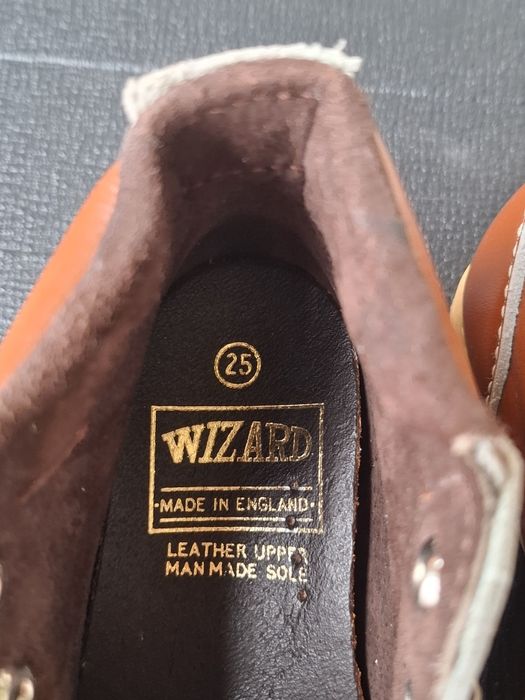 25
WIZARD
·MADE IN ENGLAND·
LEATHER UPPER
MAN MADE SOLE